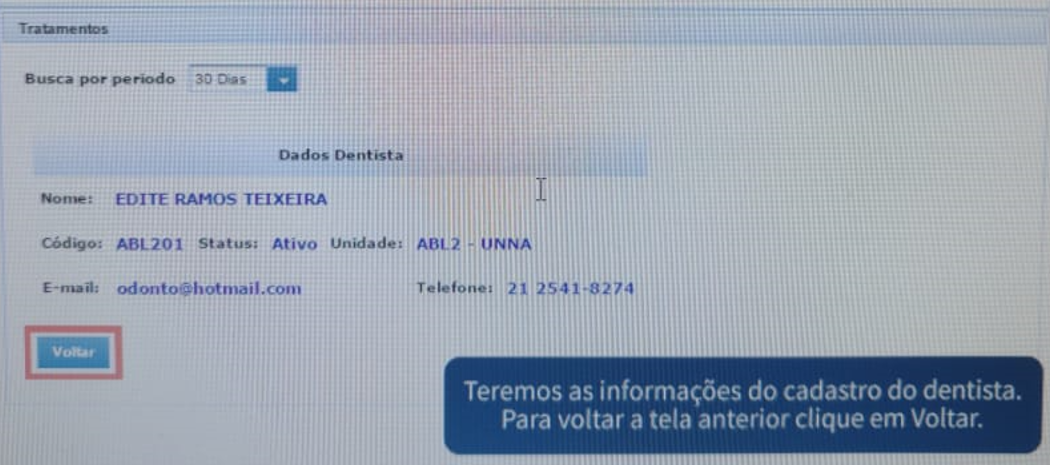 Tratamentos
Busca por periodo 30 Dias
Dados Dentista
Nome: EDITE RAMOS TEIXEIRA
Código: ABL201 Status: Ativo Unidade: ABL2 - UNNA
E-mail: odonto@hotmail.com Telefone: 21 2541-8274
Voltar
Teremos as informações do cadastro do dentista.
Para voltar a tela anterior clique em Voltar.